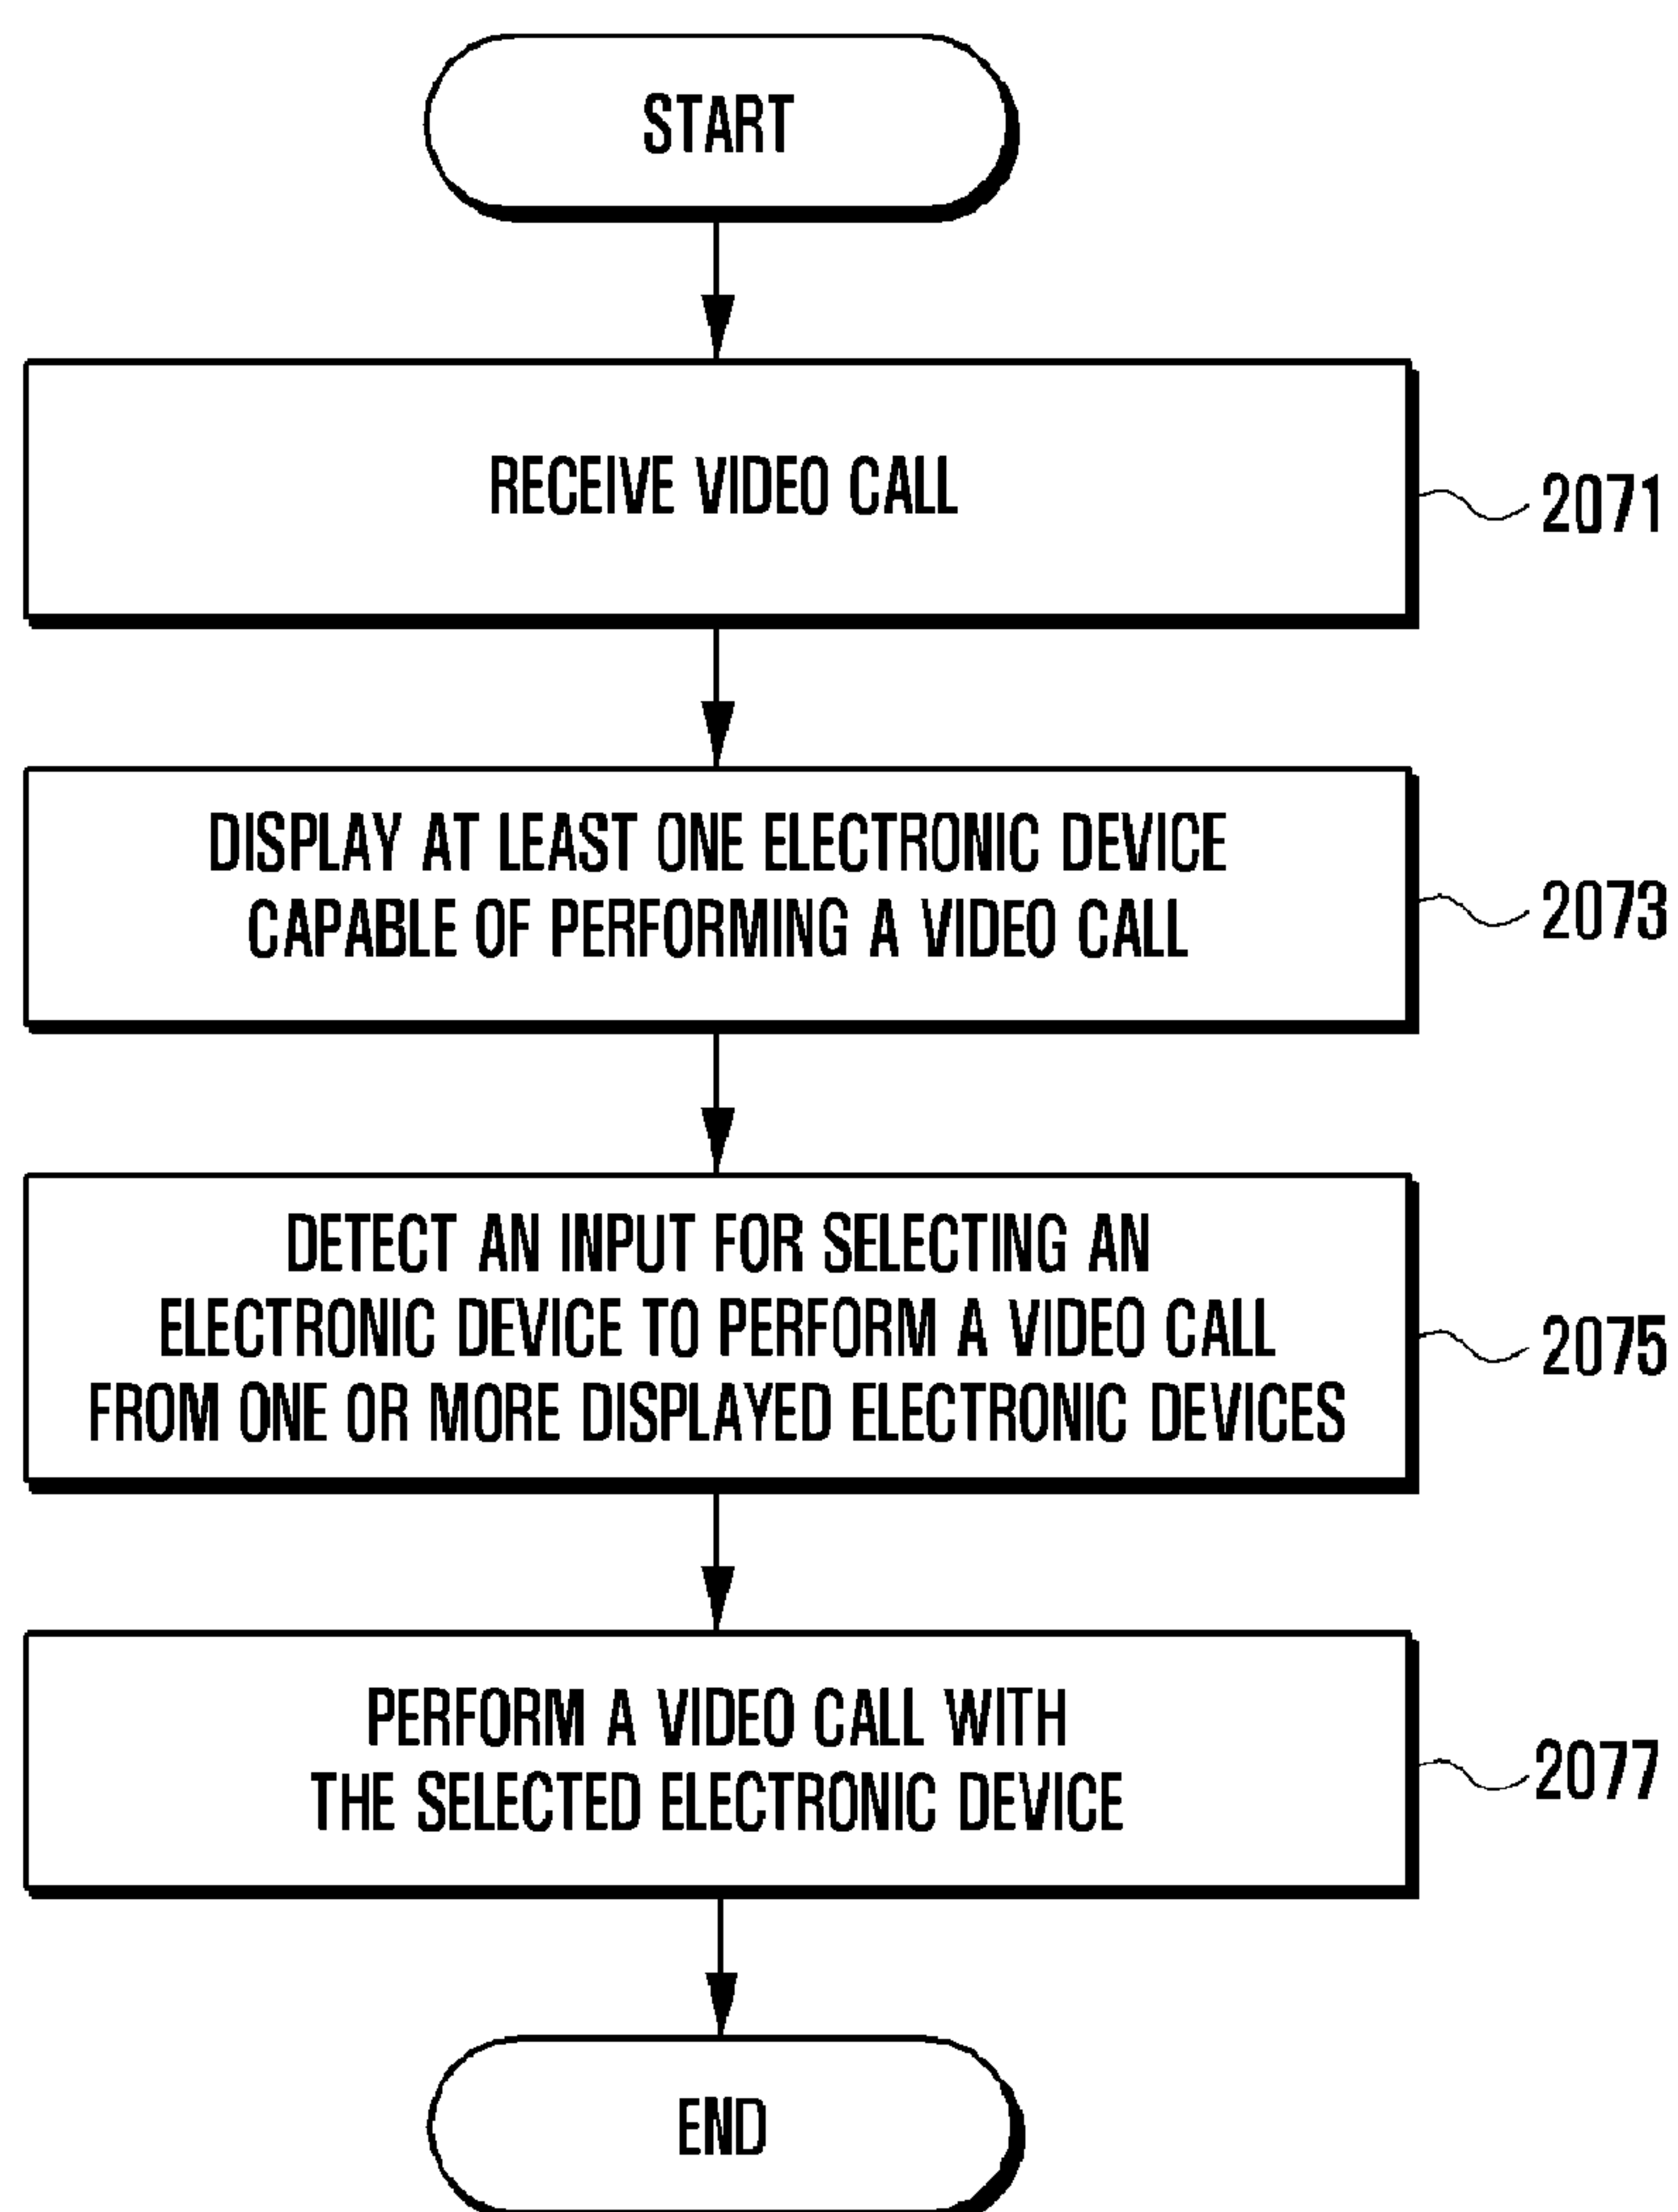 START
RECEIVE VIDEO CALL
2071
DISPLAY AT LEAST ONE ELECTRONIC DEVICE
CAPABLE OF PERFORMING A VIDEO CALL
2073
DETECT AN INPUT FOR SELECTING AN
ELECTRONIC DEVICE TO PERFORM A VIDEO CALL
FROM ONE OR MORE DISPLAYED ELECTRONIC DEVICES
2075
PERFORM A VIDEO CALL WITH
THE SELECTED ELECTRONIC DEVICE
2077
END